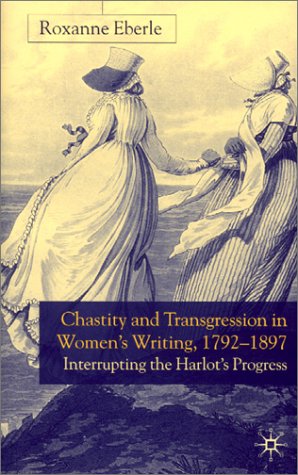 Roxanne Eberle
Chastity and Transgression in
Women's Writing, 1792–1897
Interrupting the Harlot's Progress